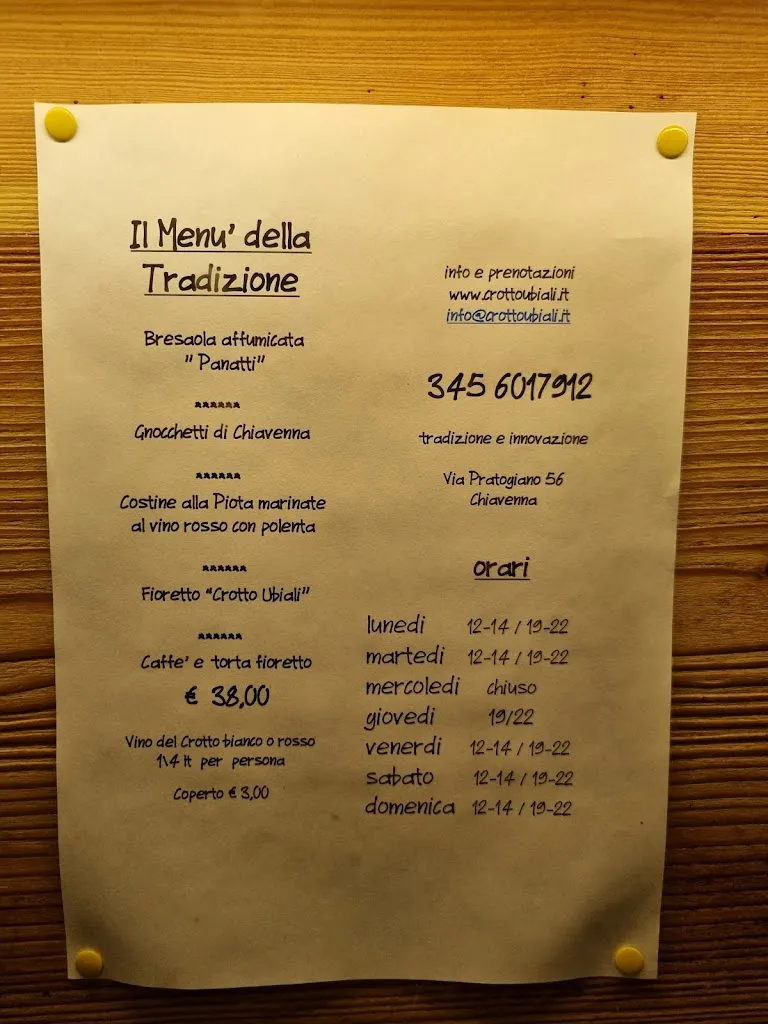 Il Menu' della
Tradizione
Bresaola affumicata
" Panatti"
******
Gnocchetti di Chiavenna
******
Costine alla Piota marinate
al vino rosso con polenta
******
Fioretto "Crotto Ubiali"
******
Caffe' e torta fioretto
€ 38,00
Vino del Crotto bianco o rosso
1\4 lt per persona
Coperto € 3,00
info e prenotazioni
www.crottoubiali.it
info@crottoubiali.it
345 6017912
tradizione e innovazione
Via Pratogiano 56
Chiavenna
orari
lunedi 12-14 / 19-22
martedi 12-14 / 19-22
mercoledi chiuso
giovedi 19/22
venerdi 12-14 / 19-22
sabato 12-14 / 19-22
domenica 12-14 / 19-22